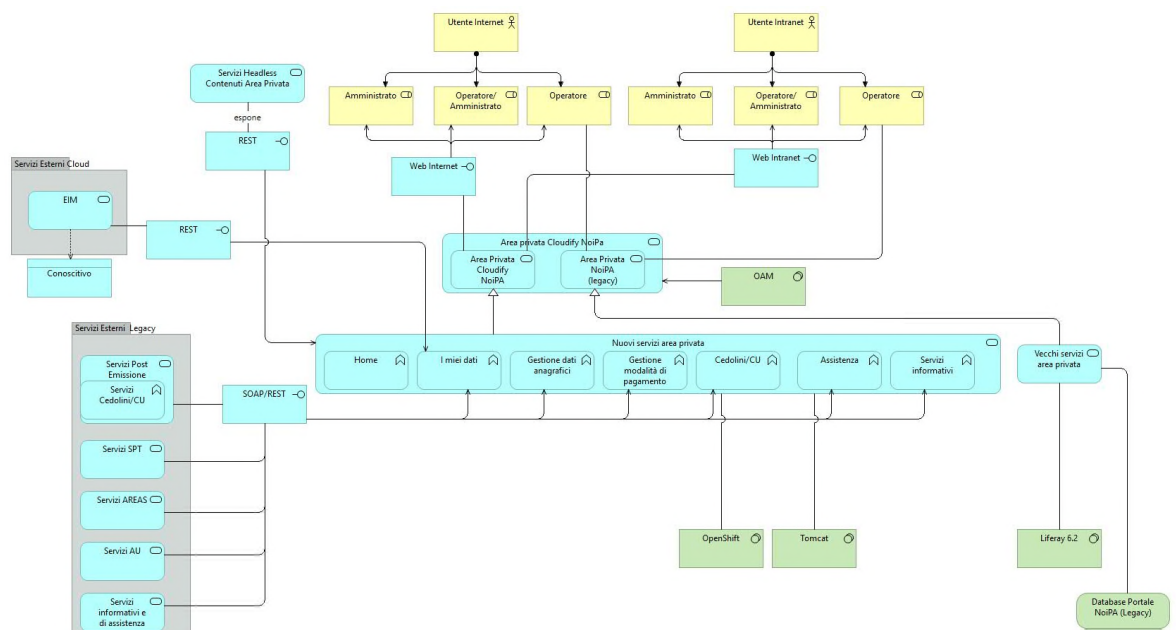 Utente Internet
Utente Intranet
Servizi Headless
Contenuti Area Privata
Amministrato
Operatore/
Amministrato
Operatore
Amministrato
Operatore/
Amministrato
Operatore
espone
REST
Web Internet
Web Intranet
Servizi Esterni Cloud
EIM
REST
Conoscitivo
Area privata Cloudify NoiPa
Area Privata
Cloudify
NoiPA
Area Privata
NoiPA
(legacy)
OAM
Servizi Esterni Legacy
Nuovi servizi area privata
Home
I miei dati
Gestione dati
anagrafici
Gestione
modalità di
pagamento
Cedolini/CU
Assistenza
Servizi
informativi
Vecchi servizi
area privata
Servizi Post
Emissione
Servizi
Cedolini/CU
SOAP/REST
Servizi SPT
Servizi AREAS
Servizi AU
Servizi
informativi e
di assistenza
OpenShift
Tomcat
Liferay 6.2
Database Portale
NoiPA (Legacy)